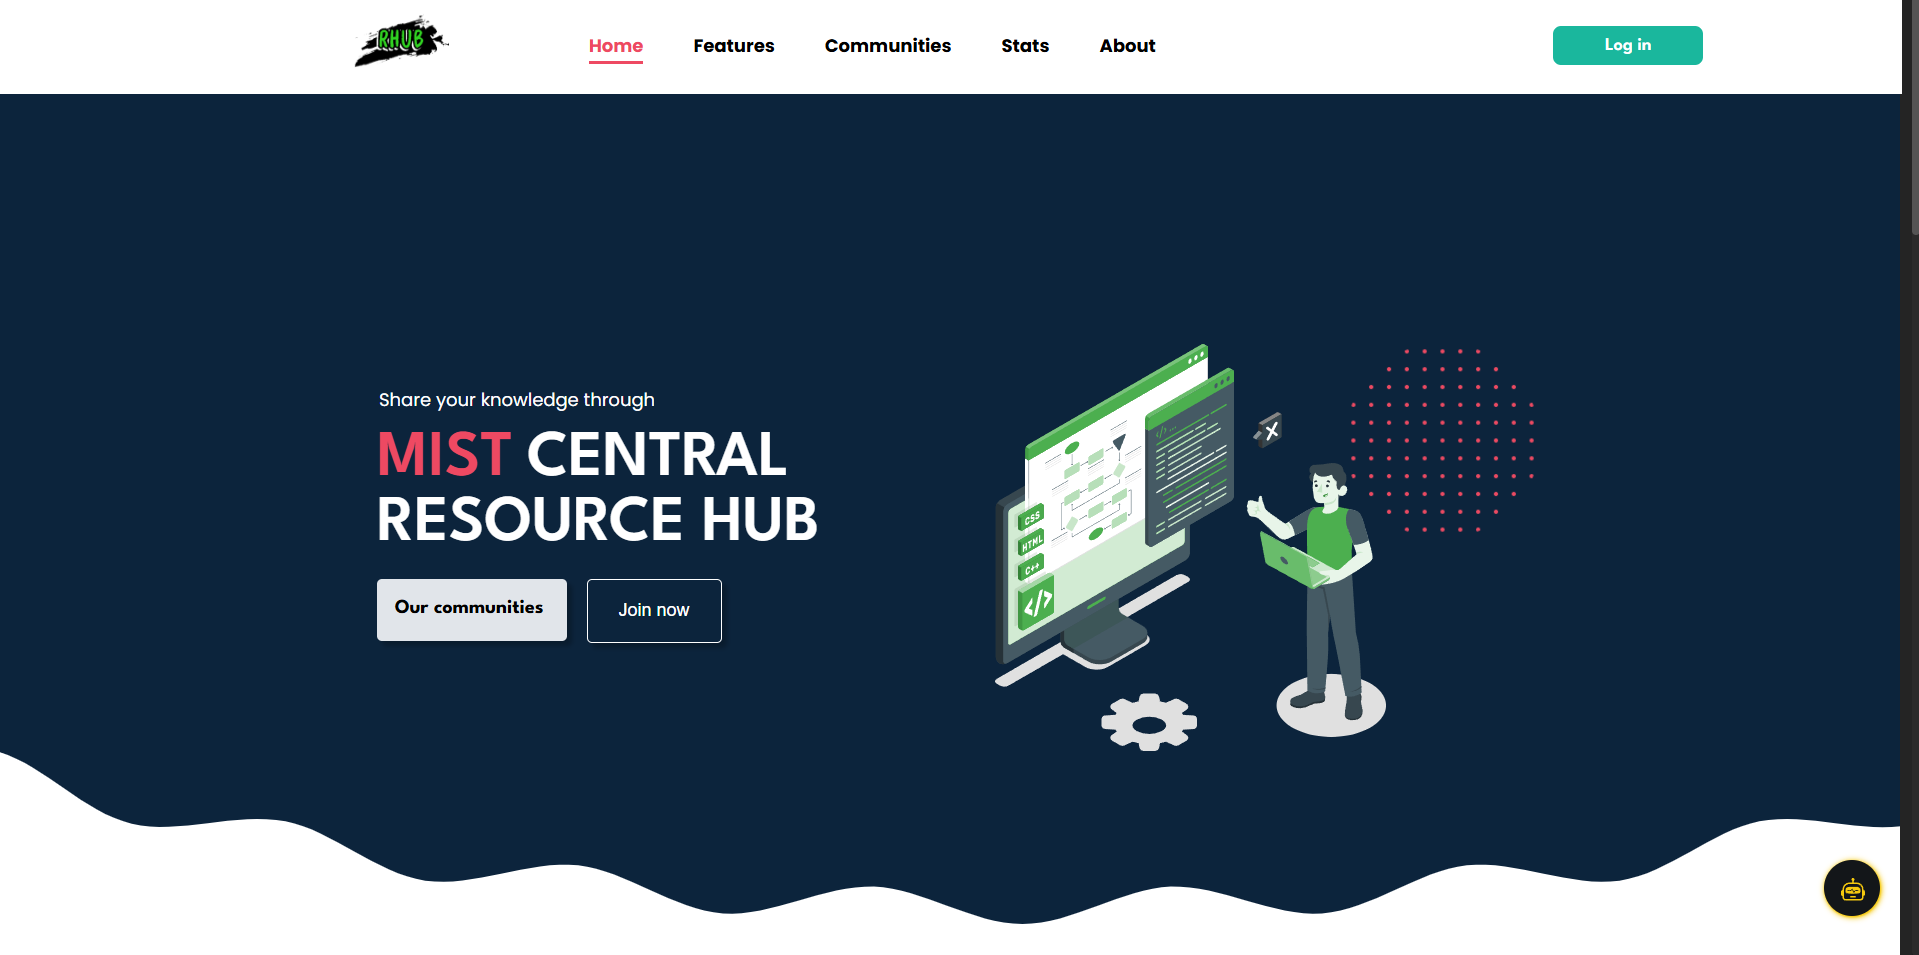 RHUB
Home
Features
Communities
Stats
About
Log in
Share your knowledge through
MIST CENTRAL
RESOURCE HUB
Our communities
Join now
CSS
HTML
C++
</>
</>...
X